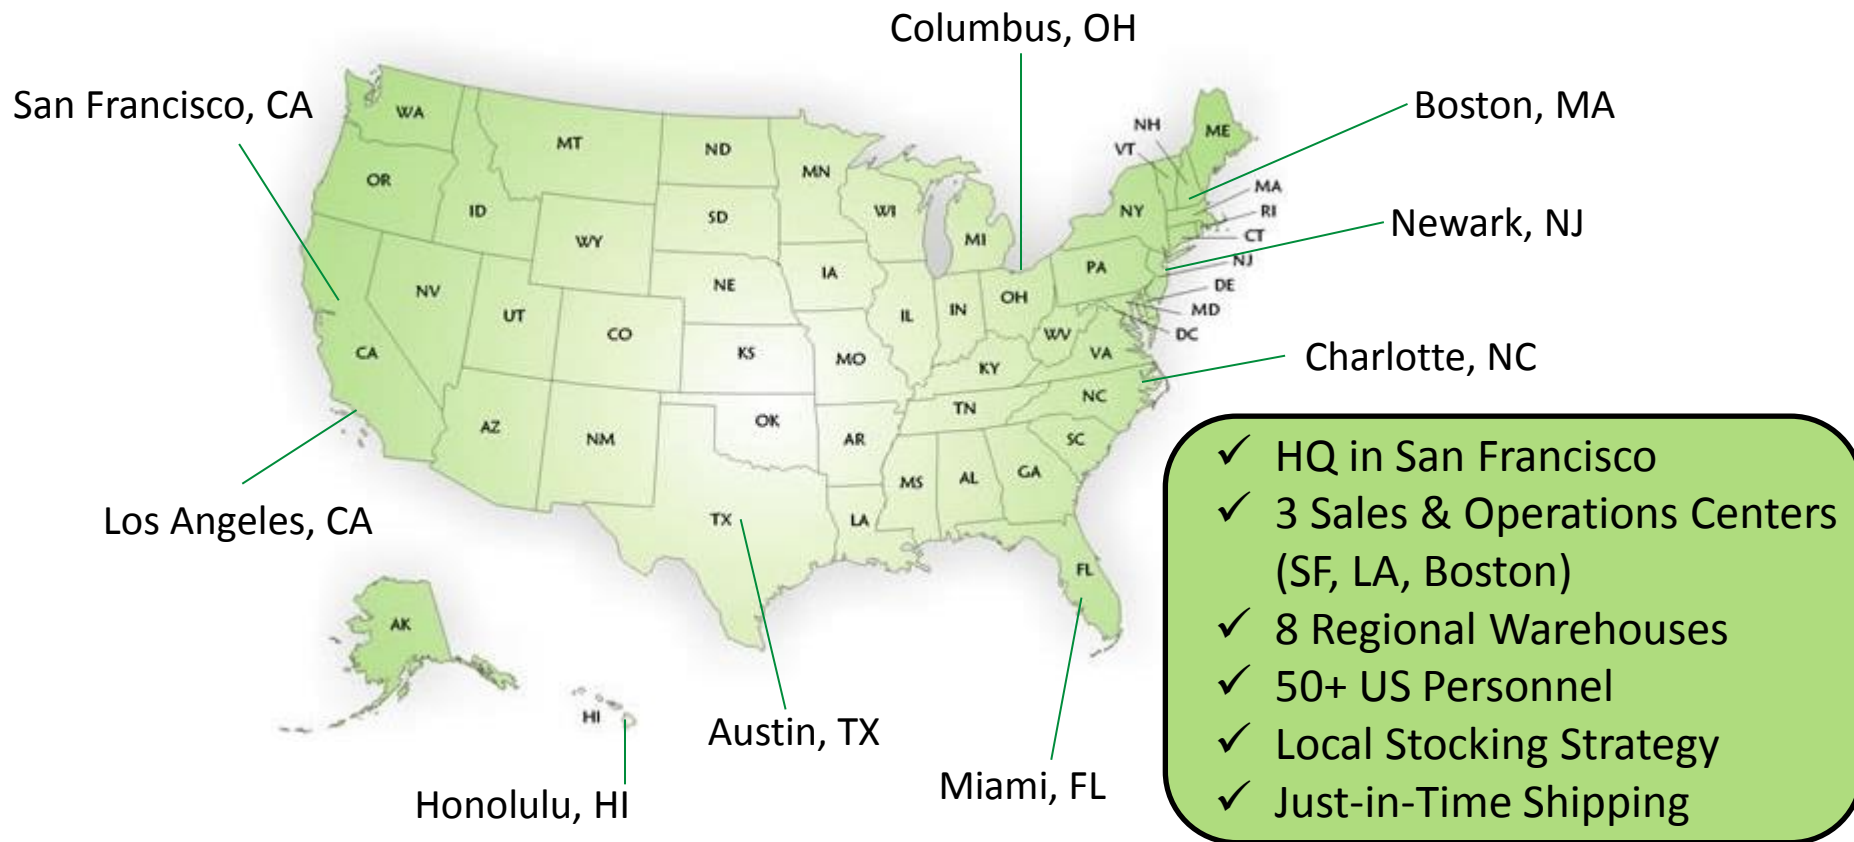 Columbus, OH
San Francisco, CA
Boston, MA
WA
MT
ND
MN
NH
ME
VT
OR
ID
SD
WI
MI
NY
MA
RI
Newark, NJ
CT
WY
IA
NE
PA
NJ
DE
NV
UT
CO
IL
IN
OH
MD
DC
WV
VA
Charlotte, NC
CA
KS
MO
KY
NC
TN
AZ
NM
OK
AR
SC
MS
AL
GA
Los Angeles, CA
TX
LA
FL
AK
HI
Austin, TX
Miami, FL
Honolulu, HI
✓ HQ in San Francisco
✓ 3 Sales & Operations Centers
(SF, LA, Boston)
✓ 8 Regional Warehouses
✓ 50+ US Personnel
✓ Local Stocking Strategy
✓ Just-in-Time Shipping